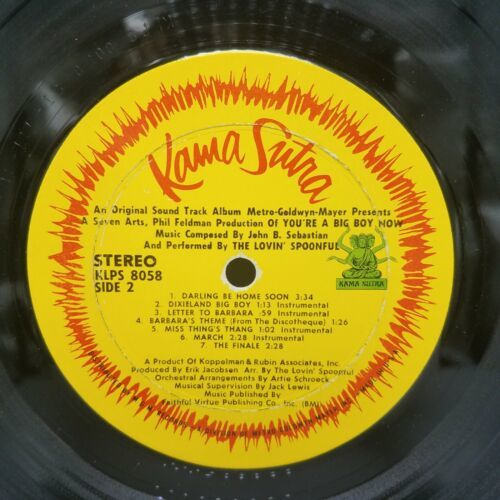 Kama Sutra
An Original Sound Track Album Metro-Goldwyn-Mayer Presents
A Seven Arts, Phil Feldman Production Of YOU'RE A BIG BOY NOW
Music Composed By John B. Sebastian
And Performed By THE LOVIN' SPOONFUL
STEREO
KLPS 8058
SIDE 2
KAMA SUTRA
1. DARLING BE HOME SOON 3:34
2. DIXIELAND BIG BOY 1:13 Instrumental
3. LETTER TO BARBARA :59 Instrumental
4. BARBARA'S THEME (From The Discotheque) 1:26
5. MISS THING'S THANG 1:02 Instrumental
6. MARCH 2:28 Instrumental
7. THE FINALE 2:28
A Product Of Koppelman & Rubin Associates, Inc.
Produced By Erik Jacobsen Arr. By The Lovin' Spoonful
Orchestral Arrangements By Artie Schroeck
Musical Supervision By Jack Lewis
Music Published By
Faithful Virtue Publishing Co., Inc. (BMI)